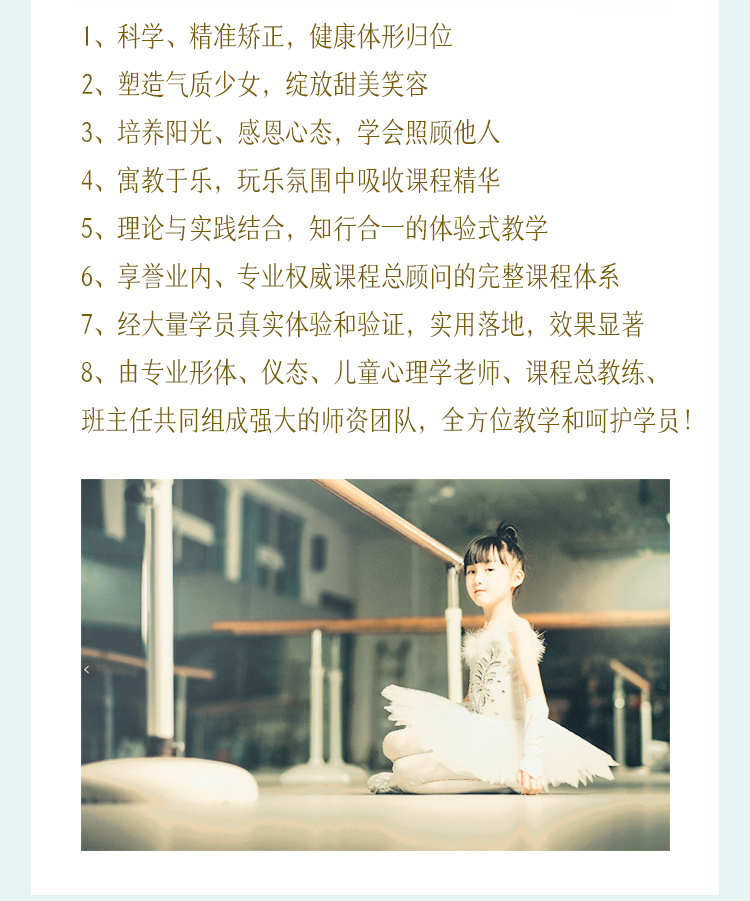 1、科学、精准矫正，健康体形归位
2、塑造气质少女，绽放甜美笑容
3、培养阳光、感恩心态，学会照顾他人
4、寓教于乐，玩乐氛围中吸收课程精华
5、理论与实践结合，知行合一的体验式教学
6、享誉业内、专业权威课程总顾问的完整课程体系
7、经大量学员真实体验和验证，实用落地，效果显著
8、由专业形体、仪态、儿童心理学老师、课程总教练、
班主任共同组成强大的师资团队，全方位教学和呵护学员！